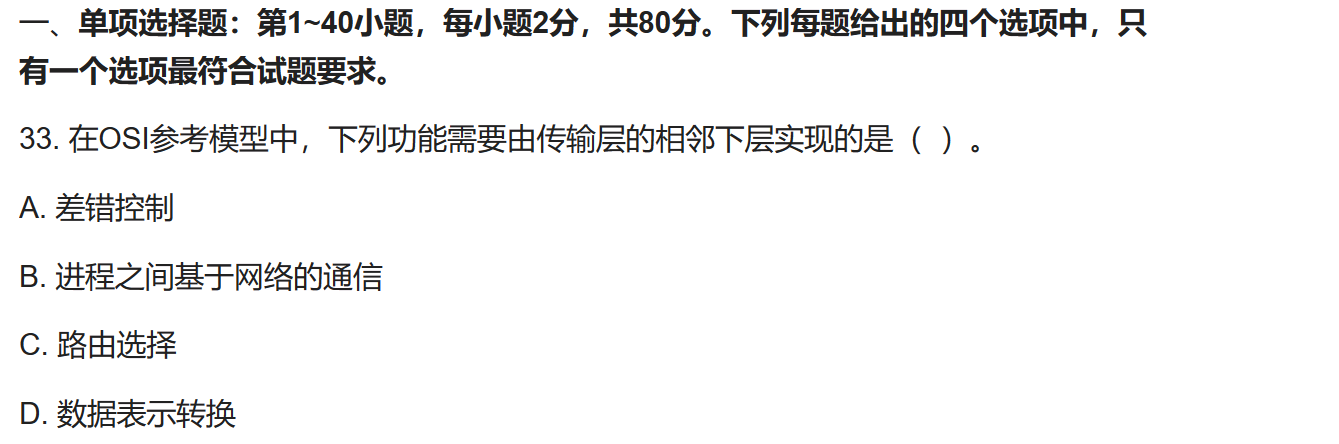 一、单项选择题：第1~40小题，每小题2分，共80分。下列每题给出的四个选项中，只
有一个选项最符合试题要求。
33. 在OSI参考模型中，下列功能需要由传输层的相邻下层实现的是（ ）。
A. 差错控制
B. 进程之间基于网络的通信
C. 路由选择
D. 数据表示转换